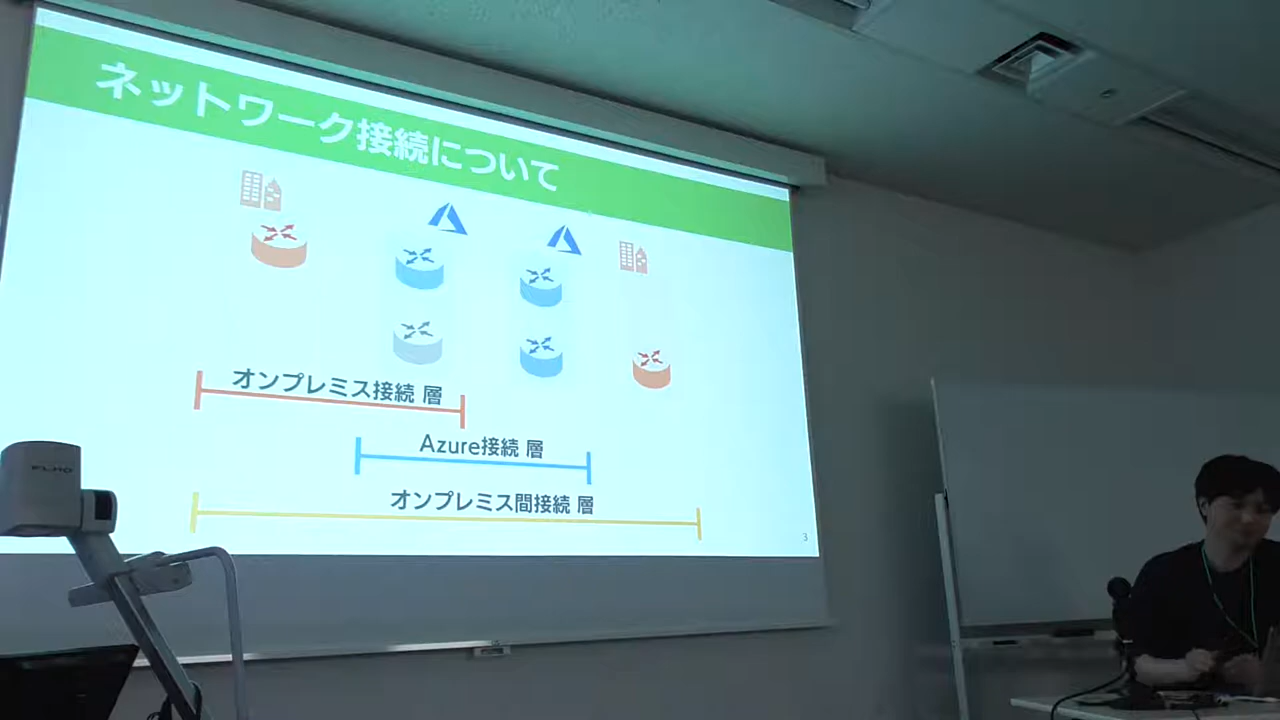 ネットワーク接続について
オンプレミス接続 層
Azure接続 層
オンプレミス間接続 層
3